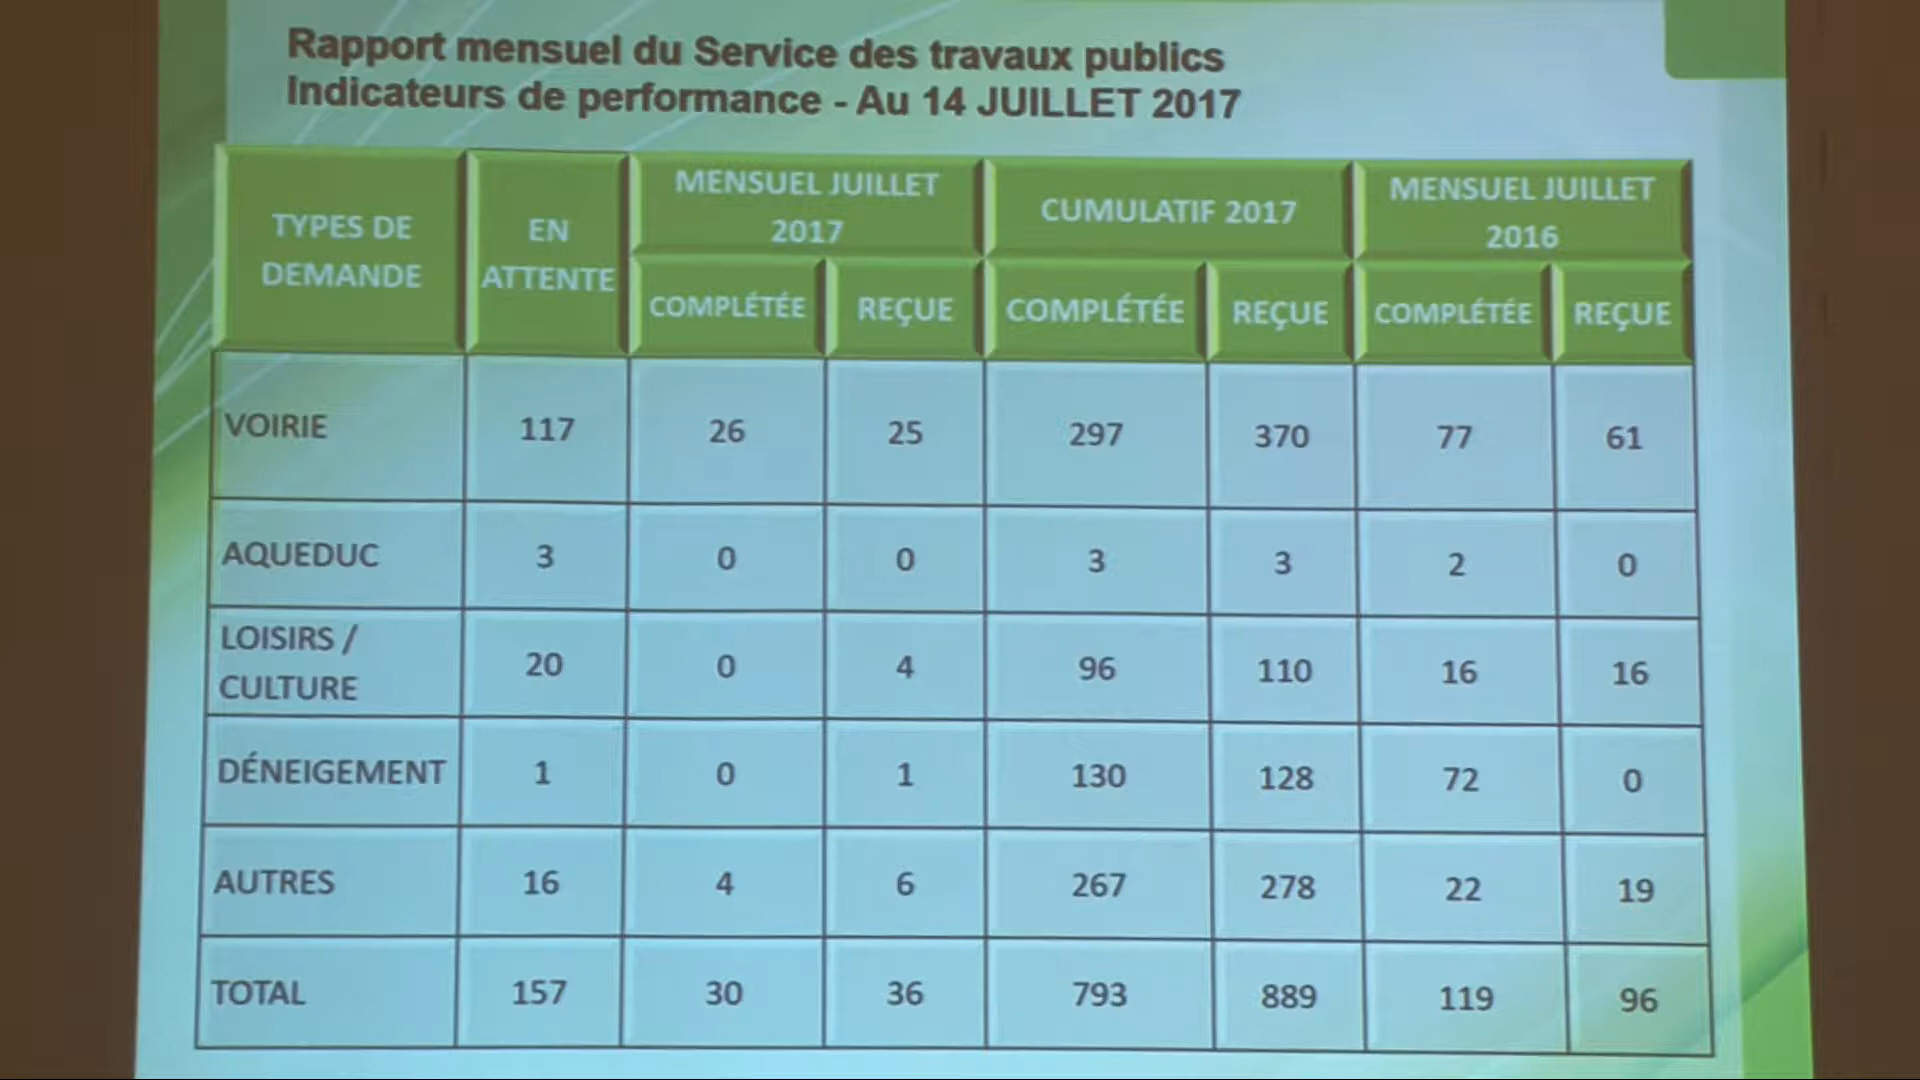 Rapport mensuel du Service des travaux publics
Indicateurs de performance - Au 14 JUILLET 2017
TYPES DE DEMANDE EN ATTENTE MENSUEL JUILLET 2017 CUMULATIF 2017 MENSUEL JUILLET 2016
COMPLÉTÉE REÇUE COMPLÉTÉE REÇUE COMPLÉTÉE REÇUE
VOIRIE 117 26 25 297 370 77 61
AQUEDUC 3 0 0 3 3 2 0
LOISIRS / CULTURE 20 0 4 96 110 16 16
DÉNEIGEMENT 1 0 1 130 128 72 0
AUTRES 16 4 6 267 278 22 19
TOTAL 157 30 36 793 889 119 96